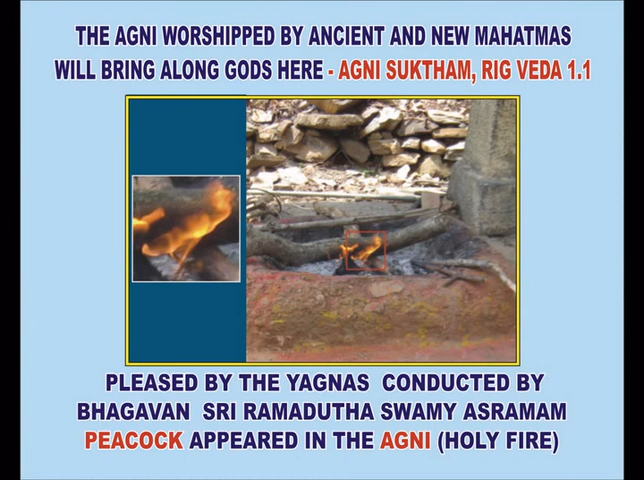 THE AGNI WORSHIPPED BY ANCIENT AND NEW MAHATMAS
WILL BRING ALONG GODS HERE - AGNI SUKTHAM, RIG VEDA 1.1
PLEASED BY THE YAGNAS CONDUCTED BY
BHAGAVAN SRI RAMADUTHA SWAMY ASRAMAM
PEACOCK APPEARED IN THE AGNI (HOLY FIRE)